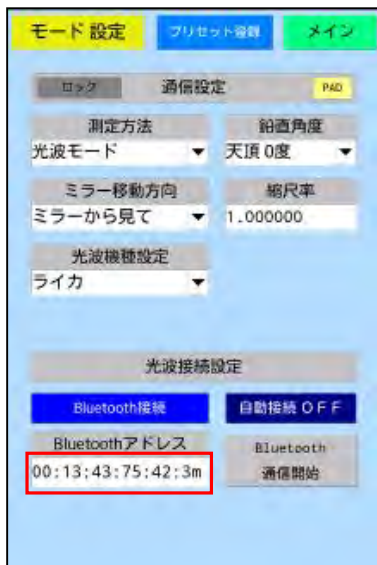 モード 設定 プリセット登録 メイン
ロック 通信設定 PAD
測定方法 鉛直角度
光波モード 天頂 0度
ミラー移動方向 縮尺率
ミラーから見て 1.000000
光波機種設定
ライカ
光波接続設定
Bluetooth接続 自動接続 OFF
Bluetoothアドレス Bluetooth
00:13:43:75:42:3m 通信開始